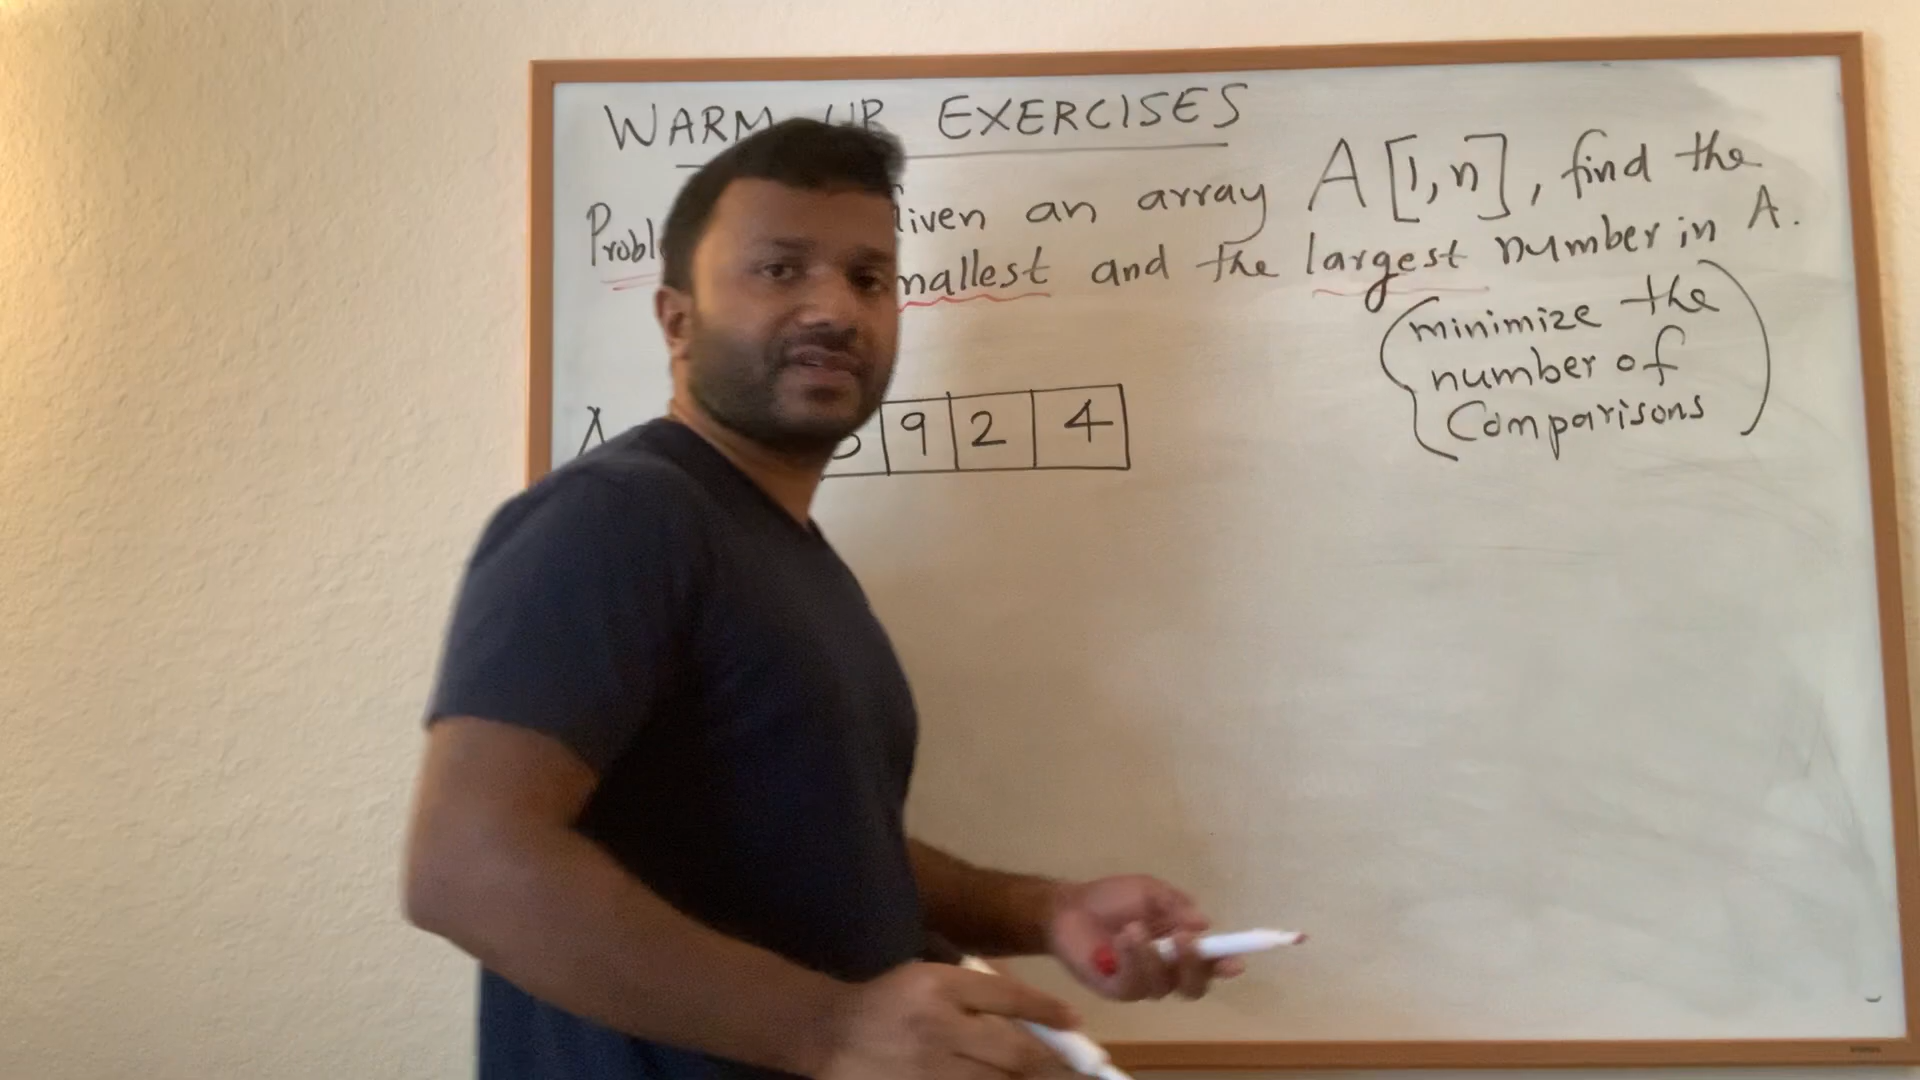 WARM UP EXERCISES
Probl iven an array A[1,n], find the
mallest and the largest number in A.
(minimize the
number of
Comparisons)
A 9 2 4